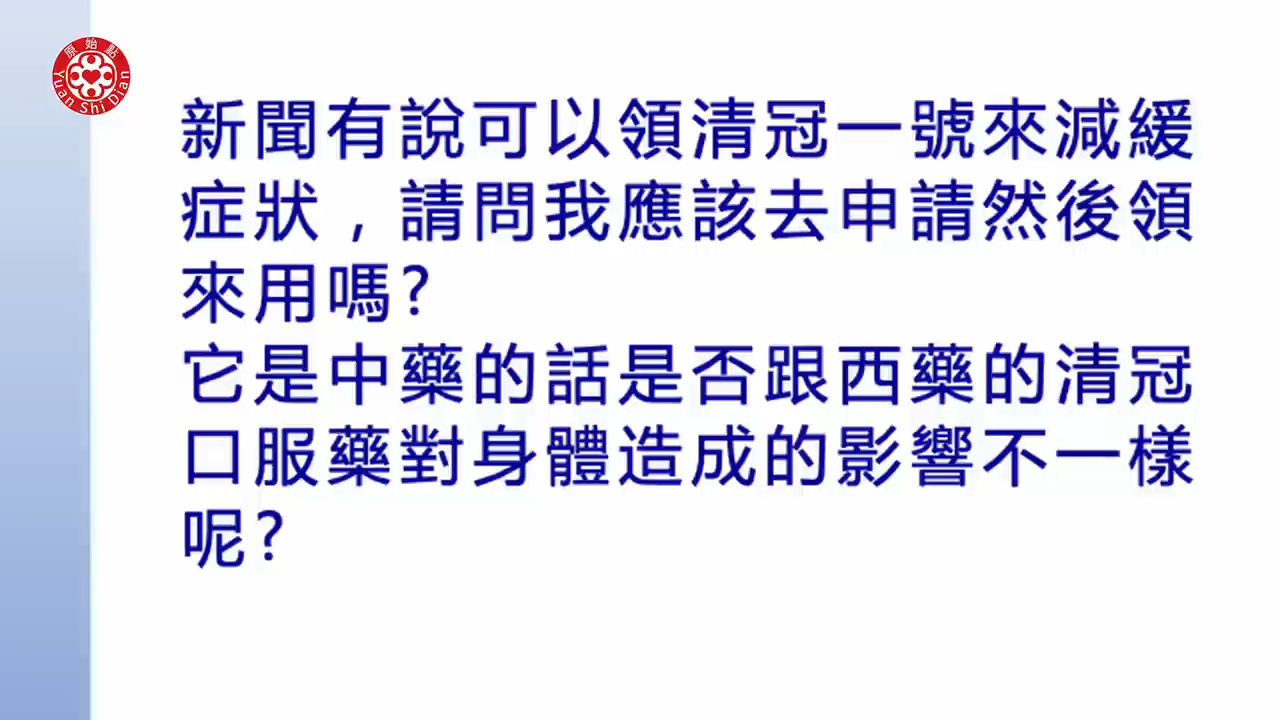 原始點
Yuan Shi Dian
新聞有說可以領清冠一號來減緩
症狀，請問我應該去申請然後領
來用嗎?
它是中藥的話是否跟西藥的清冠
口服藥對身體造成的影響不一樣
呢?